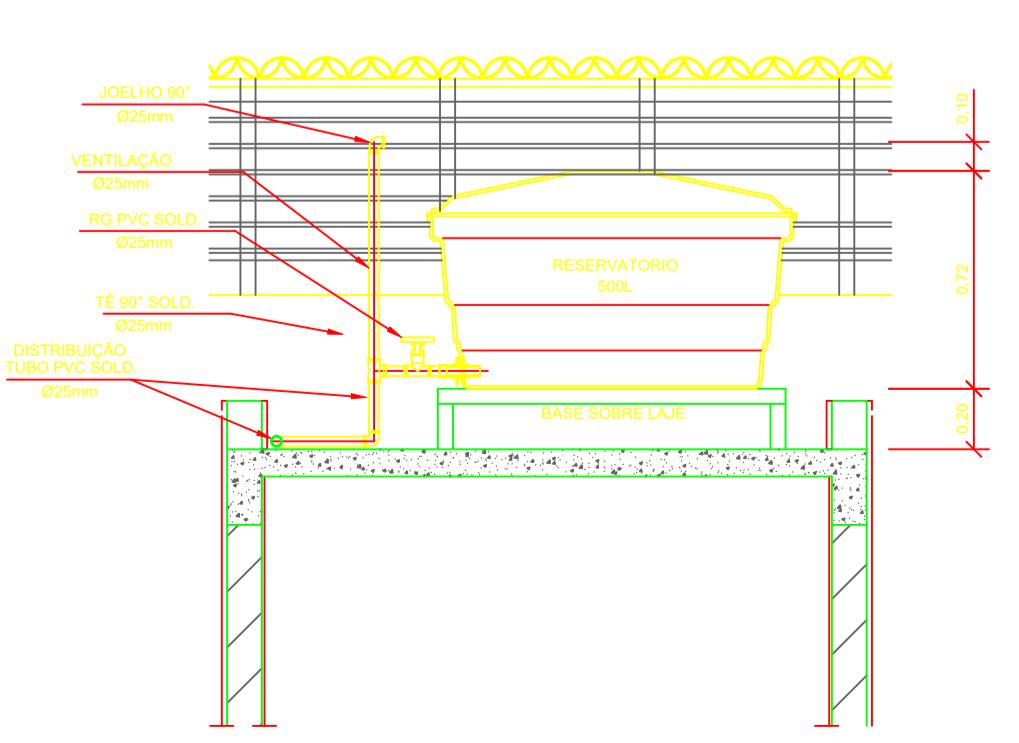 JOELHO 90°
Ø25mm
VENTILAÇÃO
Ø25mm
RG PVC SOLD.
Ø25mm
TÊ 90° SOLD.
Ø25mm
DISTRIBUIÇÃO
TUBO PVC SOLD.
Ø25mm
RESERVATORIO
500L
BASE SOBRE LAJE
0,10
0,72
0,20